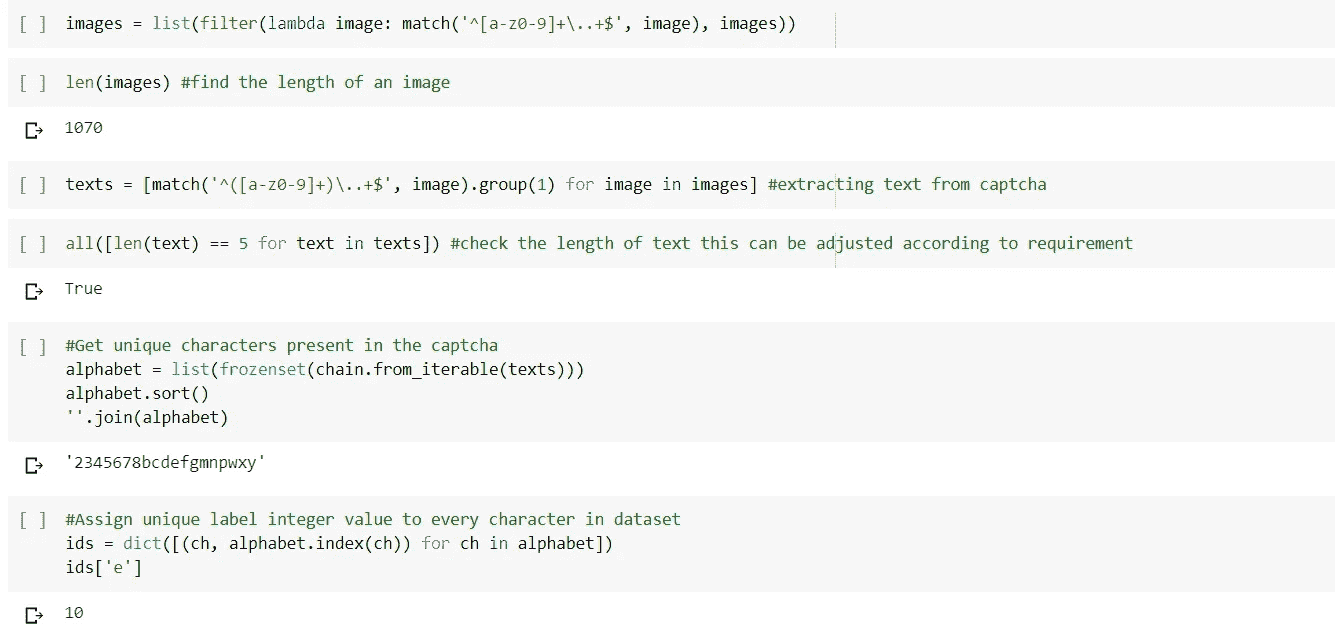 [ ] images = list(filter(lambda image: match('^[a-z0-9]+\..+$', image), images))
[ ] len(images) #find the length of an image
1070
[ ] texts = [match('^([a-z0-9]+)\..+$', image).group(1) for image in images] #extracting text from captcha
[ ] all([len(text) == 5 for text in texts]) #check the length of text this can be adjusted according to requirement
True
[ ] #Get unique characters present in the captcha
alphabet = list(frozenset(chain.from_iterable(texts)))
alphabet.sort()
''.join(alphabet)
'2345678bcdefgmnpwxy'
[ ] #Assign unique label integer value to every character in dataset
ids = dict([(ch, alphabet.index(ch)) for ch in alphabet])
ids['e']
10